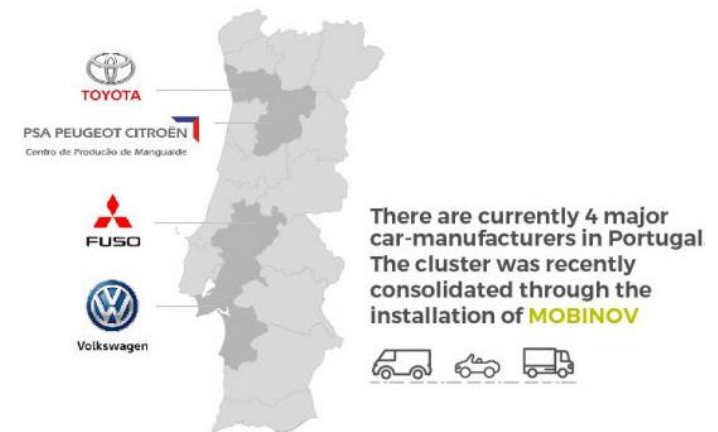 TOYOTA
PSA PEUGEOT CITROËN
Centro de Produção de Mangualde
FUSO
Volkswagen
There are currently 4 major
car-manufacturers in Portugal.
The cluster was recently
consolidated through the
installation of MOBINOV